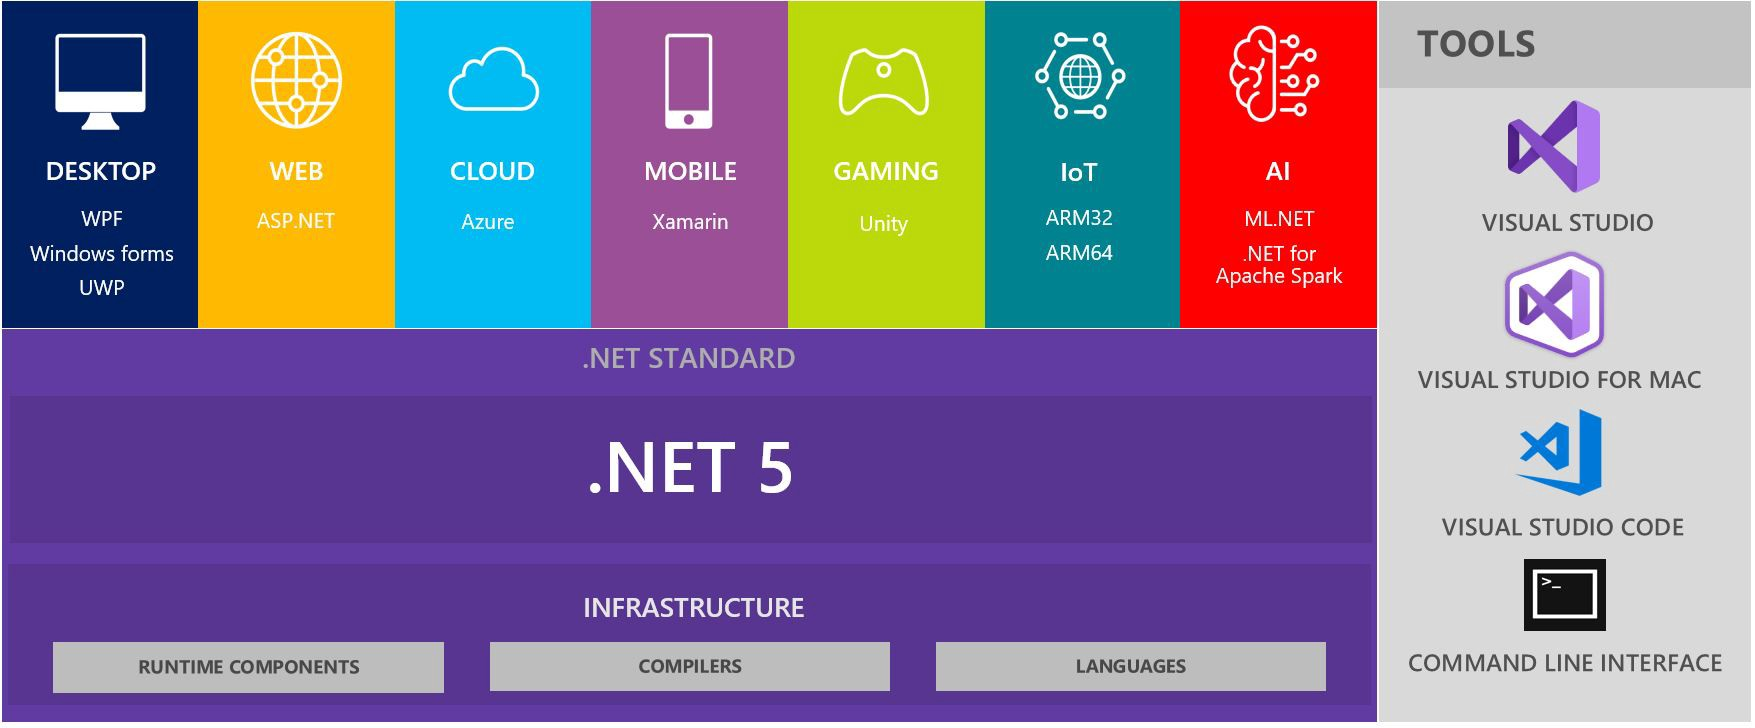 DESKTOP
WPF
Windows forms
UWP
WEB
ASP.NET
CLOUD
Azure
MOBILE
Xamarin
GAMING
Unity
IoT
ARM32
ARM64
AI
ML.NET
.NET for
Apache Spark
.NET STANDARD
.NET 5
INFRASTRUCTURE
RUNTIME COMPONENTS
COMPILERS
LANGUAGES
TOOLS
VISUAL STUDIO
VISUAL STUDIO FOR MAC
VISUAL STUDIO CODE
>_
COMMAND LINE INTERFACE